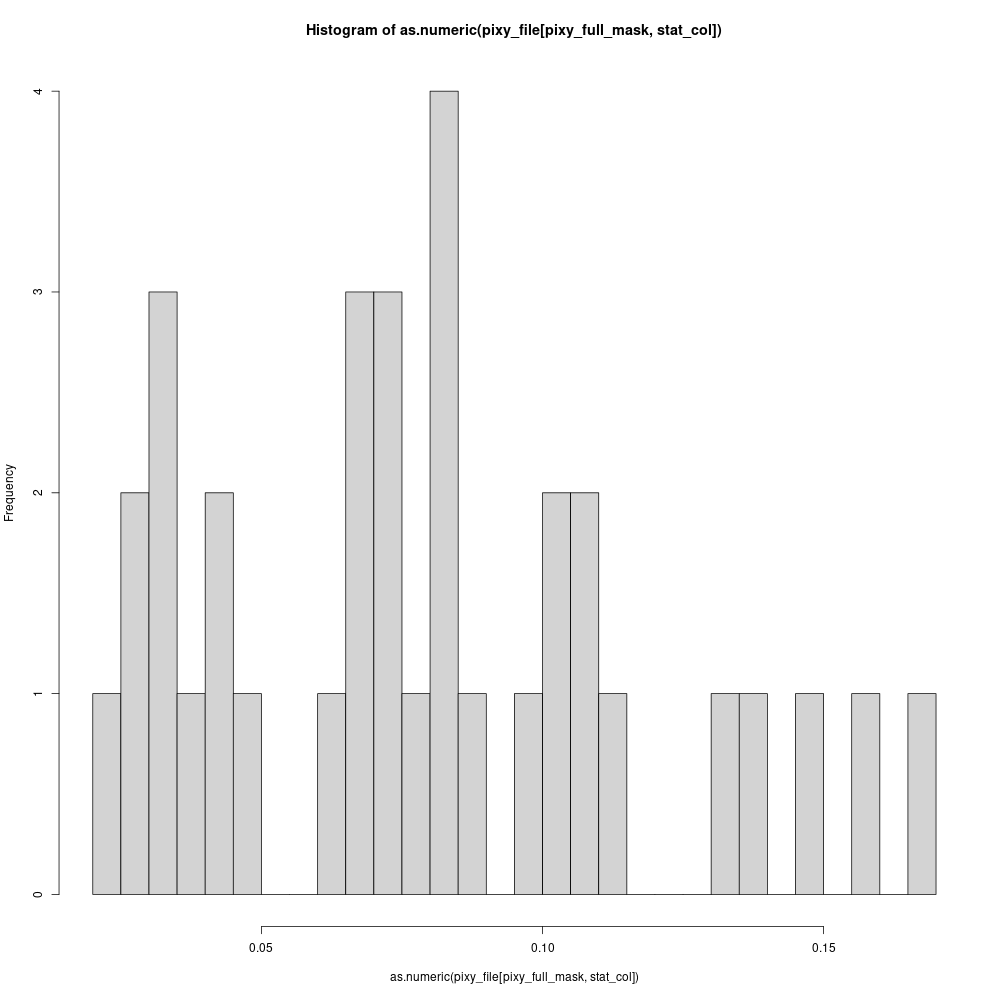 Histogram of as.numeric(pixy_file[pixy_full_mask, stat_col])
4
3
2
1
0
Frequency
0.05 0.10 0.15
as.numeric(pixy_file[pixy_full_mask, stat_col])